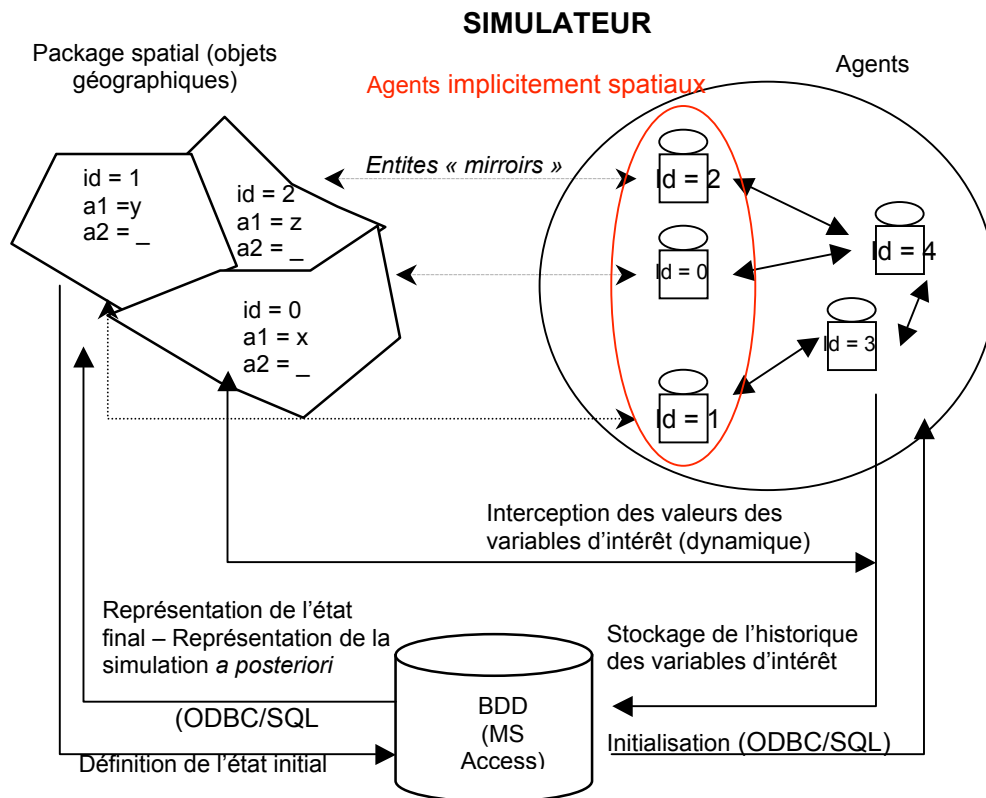 SIMULATEUR
Package spatial (objets
géographiques)
Agents implicitement spatiaux
Agents
id = 1
a1 =y
a2 = _
id = 2
a1 = z
a2 = _
id = 0
a1 = x
a2 = _
Entites « mirroirs »
Id = 2
Id = 0
Id = 4
Id = 3
Id = 1
Interception des valeurs des
variables d’intérêt (dynamique)
Représentation de l’état
final – Représentation de la
simulation a posteriori
(ODBC/SQL
Définition de l’état initial
BDD
(MS
Access)
Stockage de l’historique
des variables d’intérêt
Initialisation (ODBC/SQL)